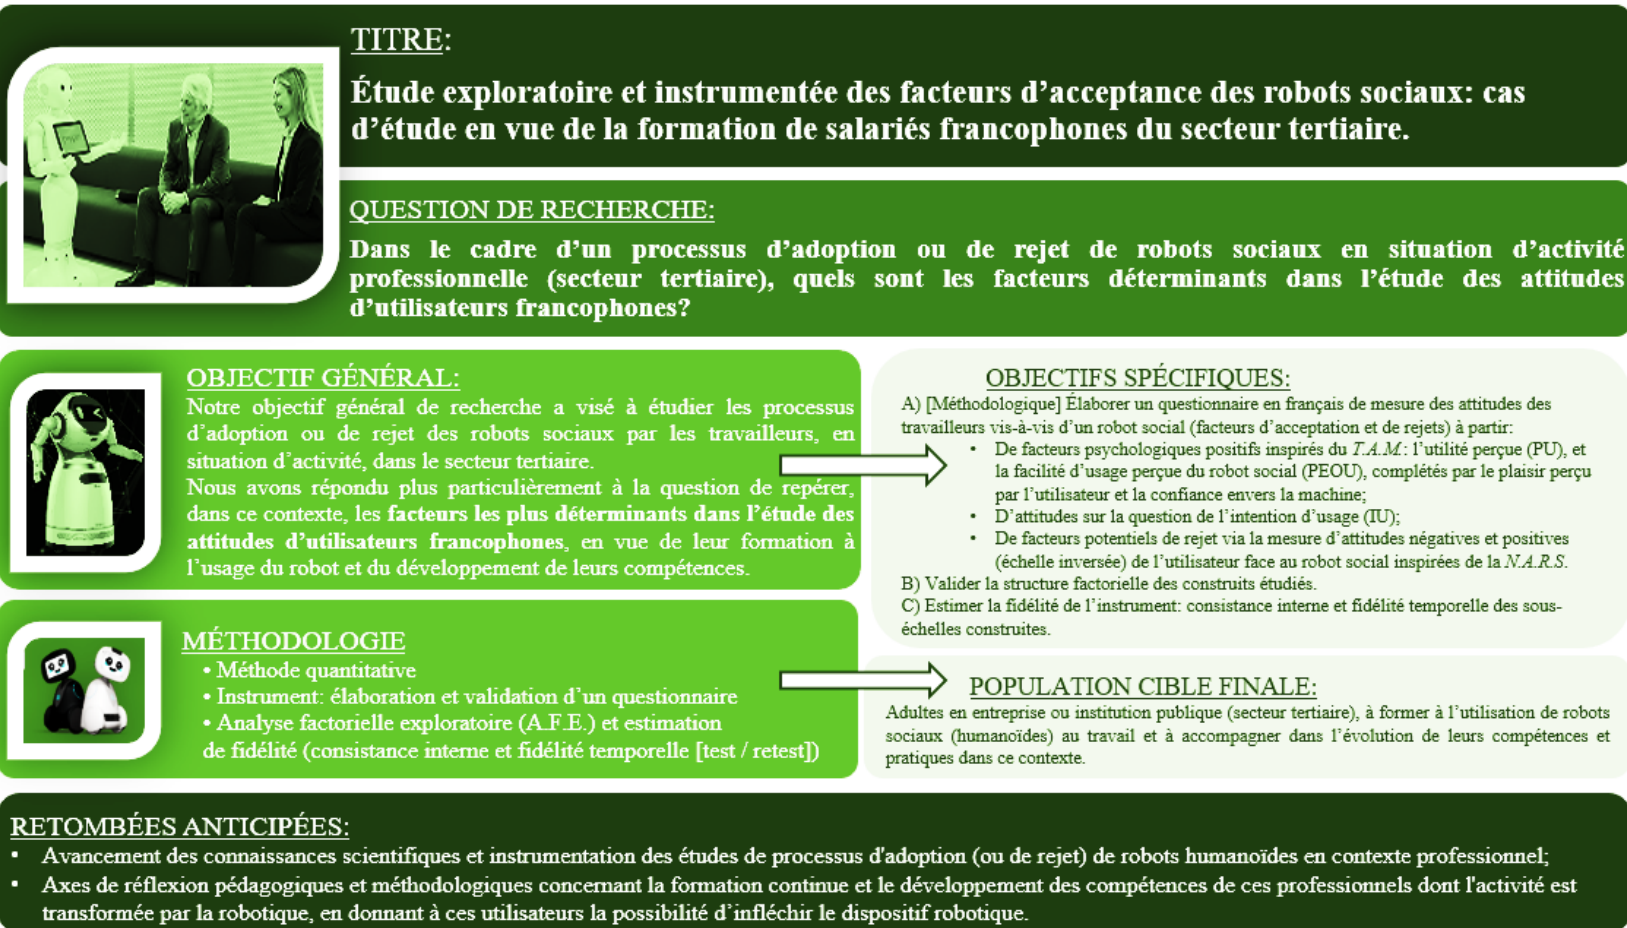 TITRE:
Étude exploratoire et instrumentée des facteurs d’acceptance des robots sociaux: cas
d’étude en vue de la formation de salariés francophones du secteur tertiaire.
QUESTION DE RECHERCHE:
Dans le cadre d’un processus d’adoption ou de rejet de robots sociaux en situation d’activité
professionnelle (secteur tertiaire), quels sont les facteurs déterminants dans l’étude des attitudes
d’utilisateurs francophones?
OBJECTIF GÉNÉRAL:
Notre objectif général de recherche a visé à étudier les processus
d’adoption ou de rejet des robots sociaux par les travailleurs, en
situation d’activité, dans le secteur tertiaire.
Nous avons répondu plus particulièrement à la question de repérer,
dans ce contexte, les facteurs les plus déterminants dans l’étude des
attitudes d’utilisateurs francophones, en vue de leur formation à
l’usage du robot et du développement de leurs compétences.
OBJECTIFS SPÉCIFIQUES:
A) [Méthodologique] Élaborer un questionnaire en français de mesure des attitudes des
travailleurs vis-à-vis d’un robot social (facteurs d’acceptation et de rejets) à partir:
• De facteurs psychologiques positifs inspirés du T.A.M.: l’utilité perçue (PU), et
la facilité d’usage perçue du robot social (PEOU), complétés par le plaisir perçu
par l’utilisateur et la confiance envers la machine;
• D’attitudes sur la question de l’intention d’usage (IU);
• De facteurs potentiels de rejet via la mesure d’attitudes négatives et positives
(échelle inversée) de l’utilisateur face au robot social inspirées de la N.A.R.S.
B) Valider la structure factorielle des construits étudiés.
C) Estimer la fidélité de l’instrument: consistance interne et fidélité temporelle des sous-
échelles construites.
MÉTHODOLOGIE
• Méthode quantitative
• Instrument: élaboration et validation d’un questionnaire
• Analyse factorielle exploratoire (A.F.E.) et estimation
de fidélité (consistance interne et fidélité temporelle [test / retest])
POPULATION CIBLE FINALE:
Adultes en entreprise ou institution publique (secteur tertiaire), à former à l’utilisation de robots
sociaux (humanoïdes) au travail et à accompagner dans l’évolution de leurs compétences et
pratiques dans ce contexte.
RETOMBÉES ANTICIPÉES:
• Avancement des connaissances scientifiques et instrumentation des études de processus d'adoption (ou de rejet) de robots humanoïdes en contexte professionnel;
• Axes de réflexion pédagogiques et méthodologiques concernant la formation continue et le développement des compétences de ces professionnels dont l'activité est
transformée par la robotique, en donnant à ces utilisateurs la possibilité d’infléchir le dispositif robotique.